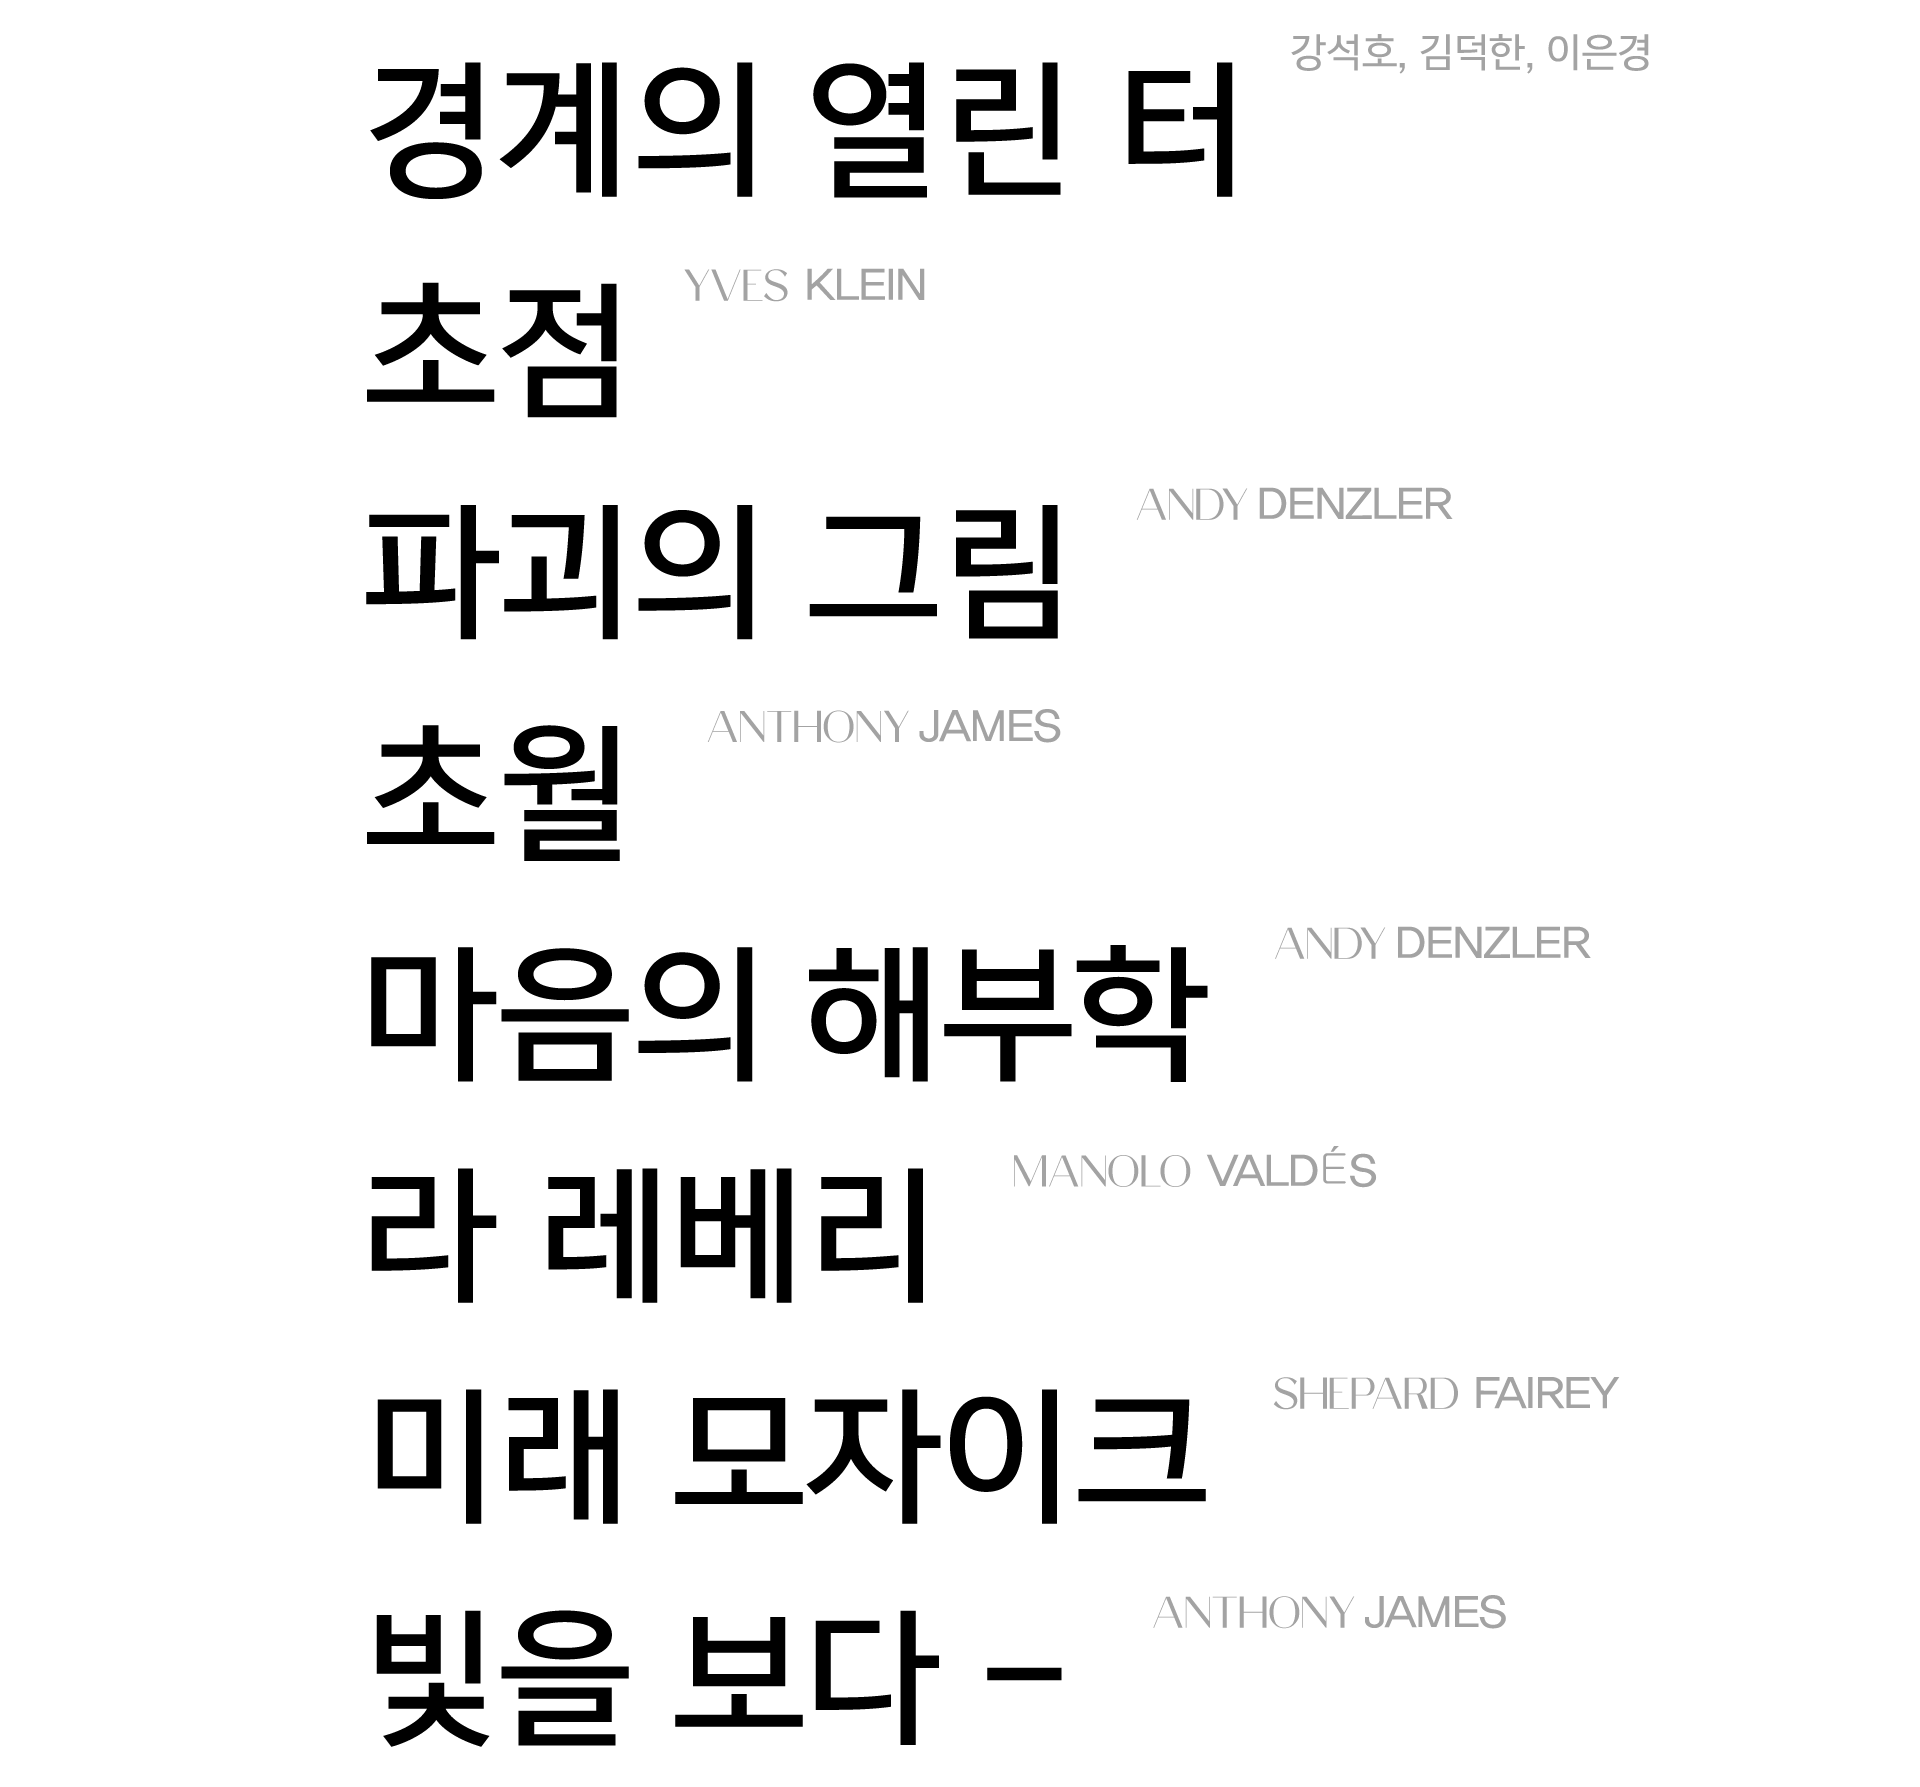 경계의 열린 터
강석호, 김덕한, 이은경
초점
YVES KLEIN
파괴의 그림
ANDY DENZLER
초월
ANTHONY JAMES
마음의 해부학
ANDY DENZLER
라 레베리
MANOLO VALDÉS
미래 모자이크
SHEPARD FAIREY
빛을 보다 –
ANTHONY JAMES